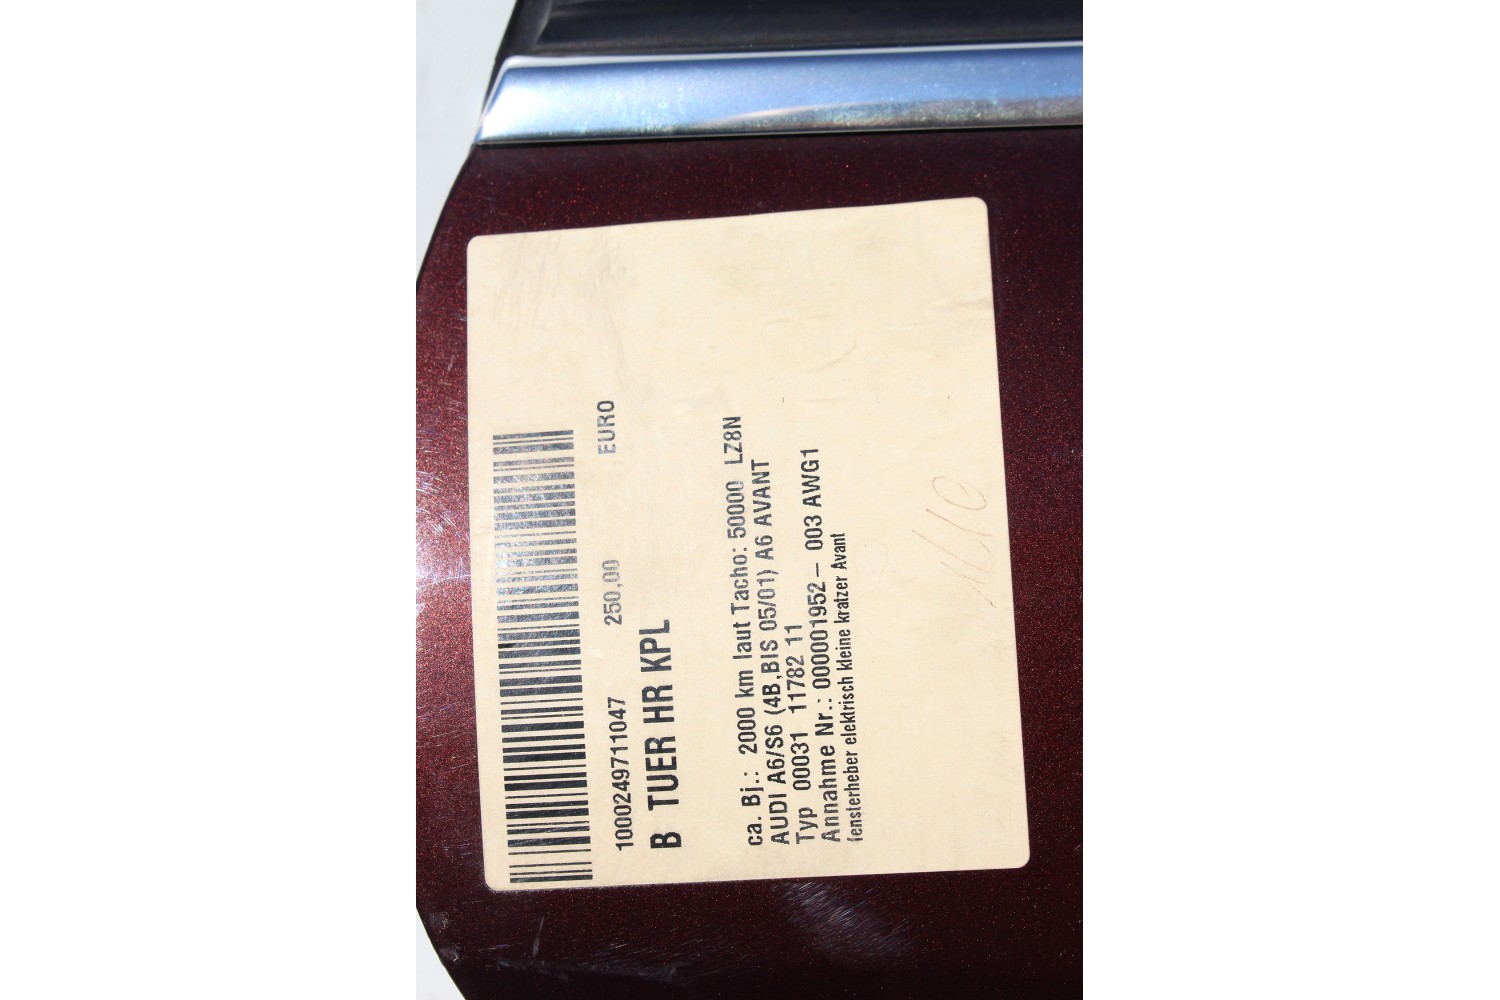 1000249711047 250,00 EURO
B TUER HR KPL
ca. Bj.: 2000 km laut Tacho: 50000 LZ8N
AUDI A6/S6 (4B,BIS 05/01) A6 AVANT
Typ 00031 11782 11
Annahme Nr.: 000001952 – 003 AWG1
fensterheber elektrisch kleine kratzer Avant